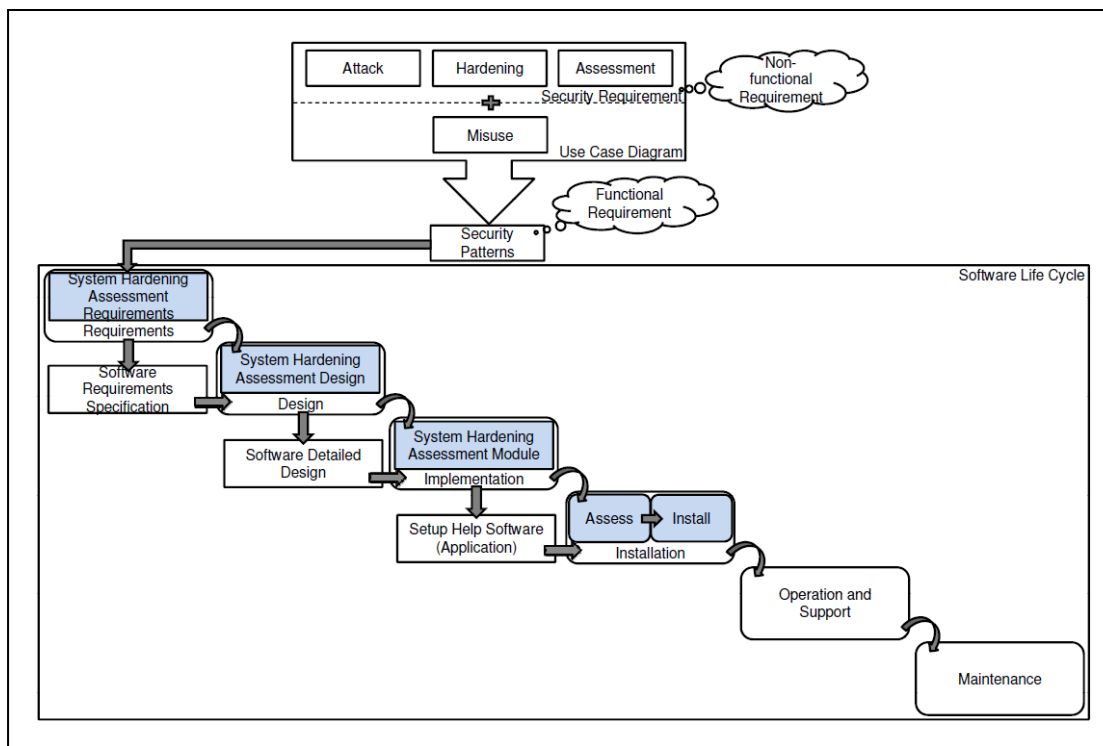 Attack
Hardening
Assessment
Non-
functional
Requirement
Security Requirement
Misuse
Use Case Diagram
Functional
Requirement
Security
Patterns
Software Life Cycle
System Hardening
Assessment
Requirements
Requirements
Software
Requirements
Specification
System Hardening
Assessment Design
Design
Software Detailed
Design
System Hardening
Assessment Module
Implementation
Setup Help Software
(Application)
Assess
Install
Installation
Operation and
Support
Maintenance